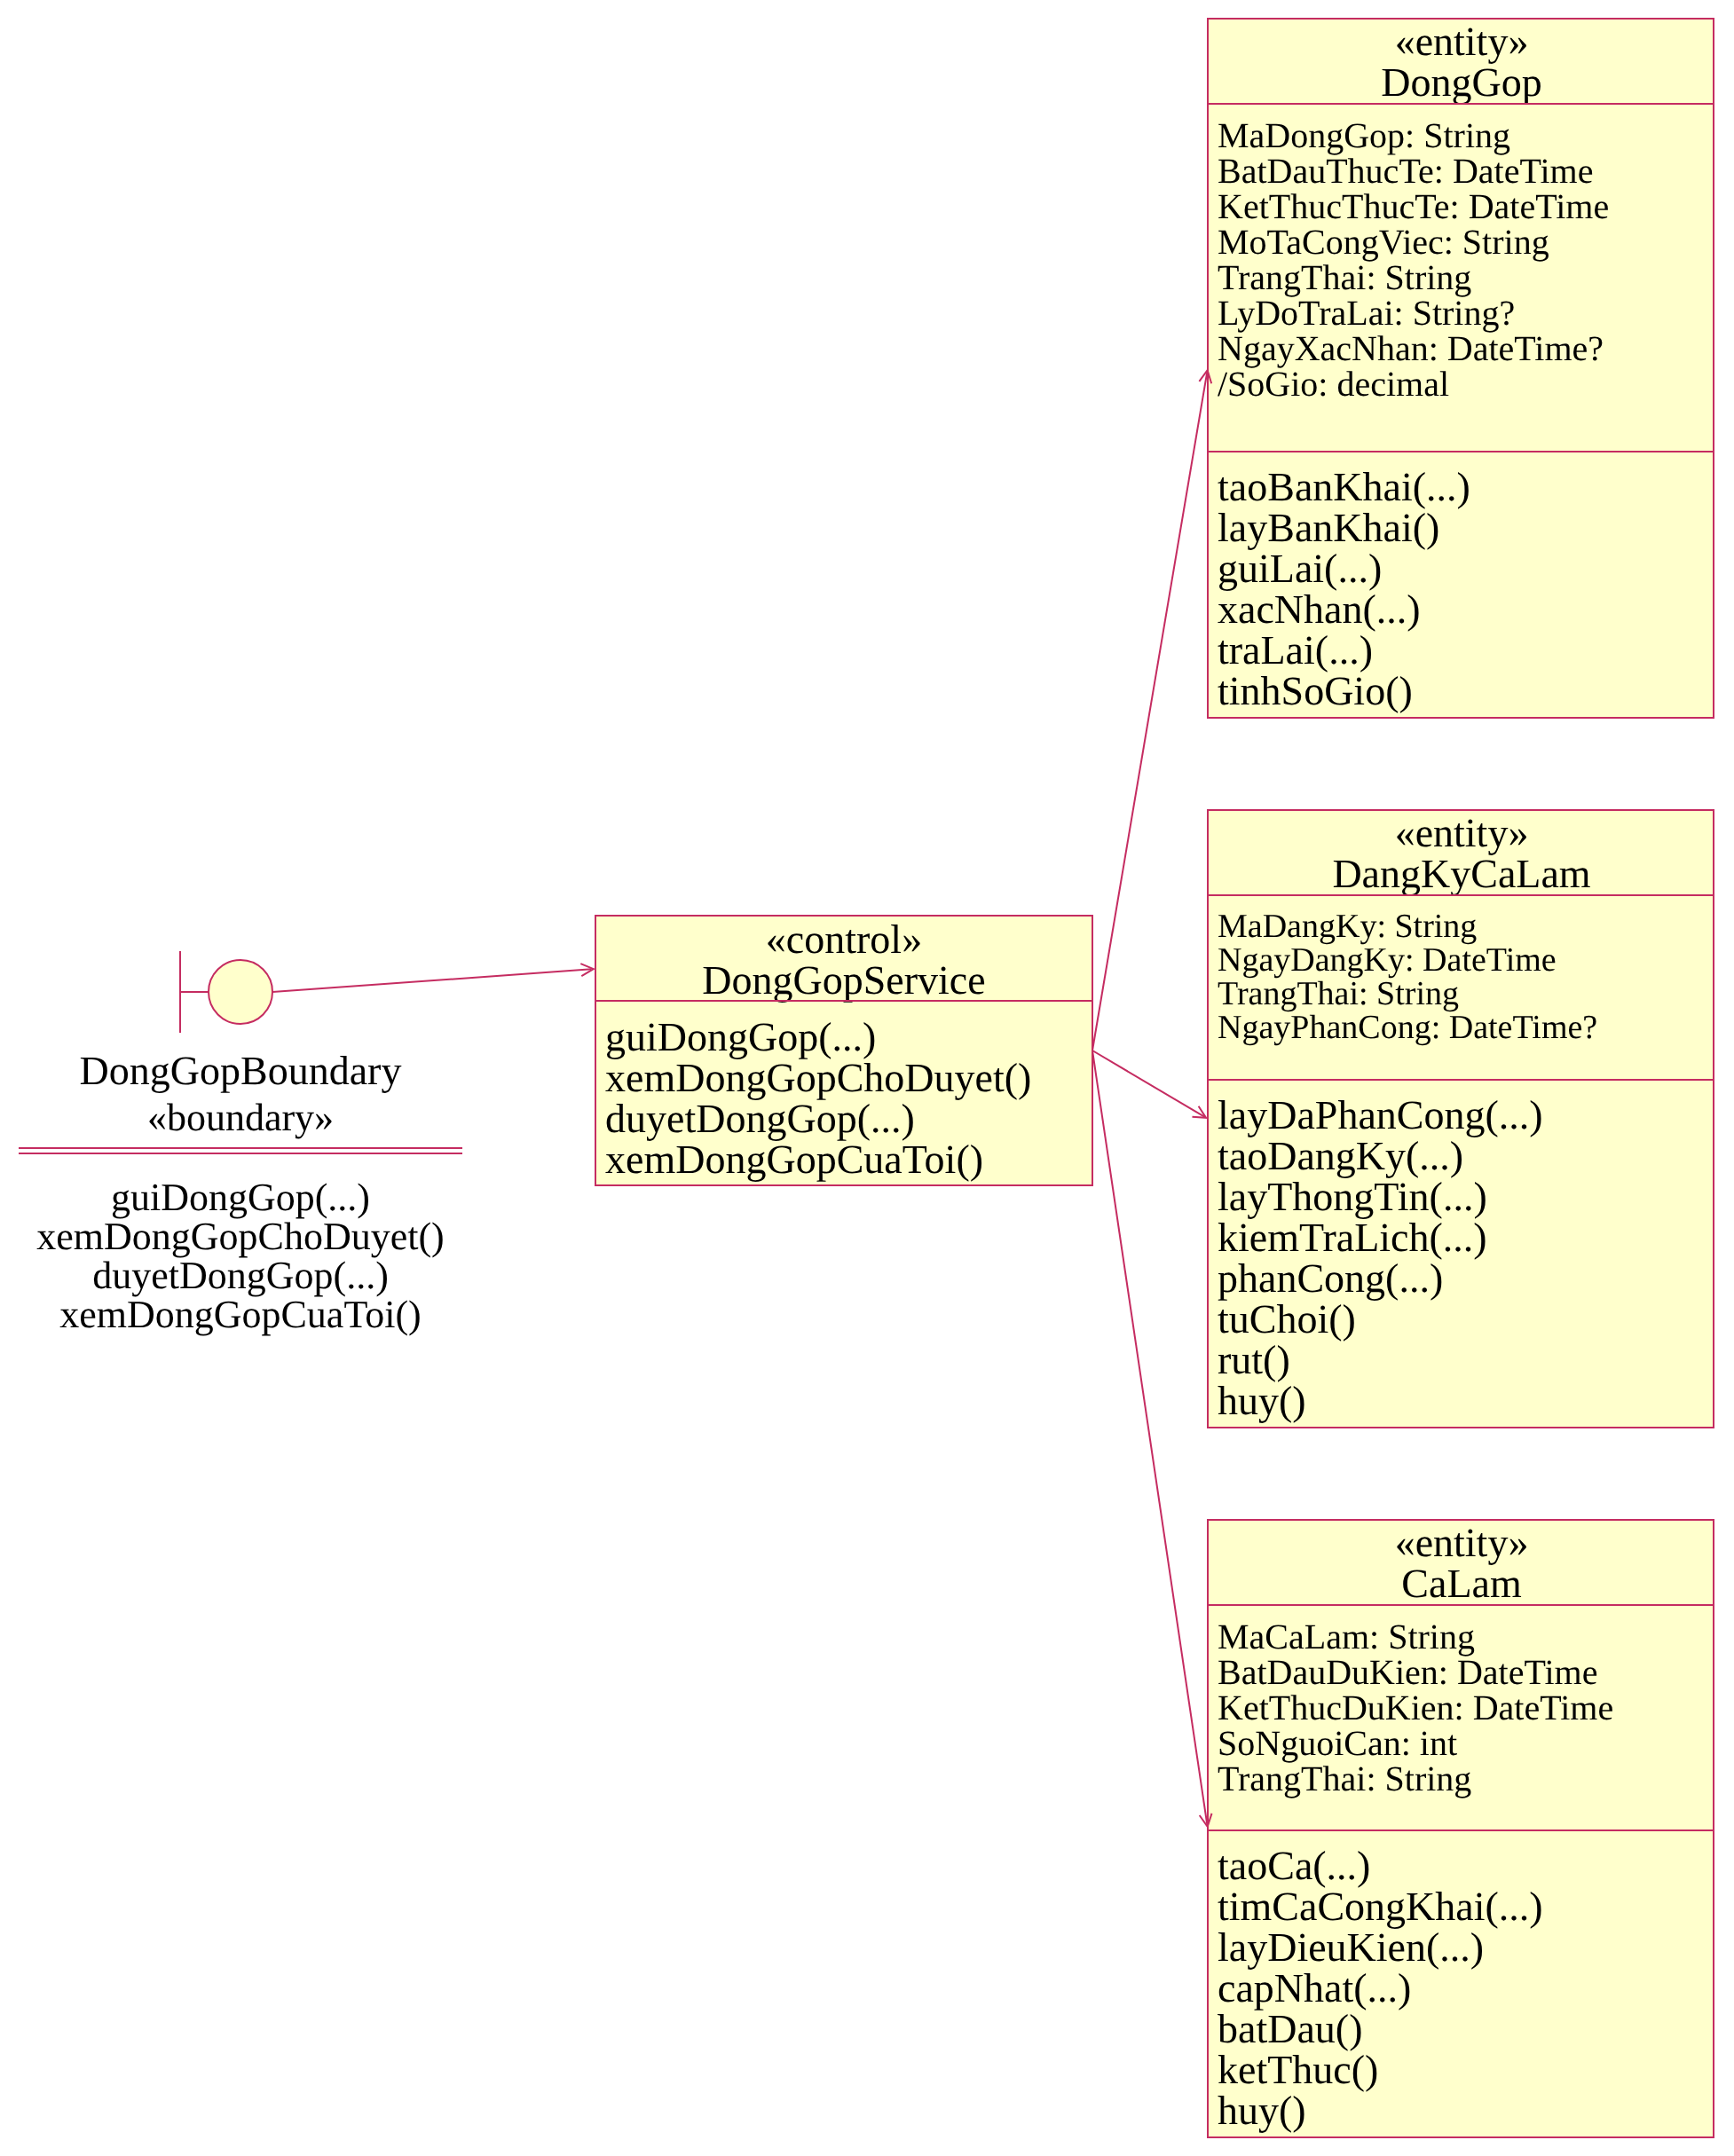 «entity»
DongGop
MaDongGop: String
BatDauThucTe: DateTime
KetThucThucTe: DateTime
MoTaCongViec: String
TrangThai: String
LyDoTraLai: String?
NgayXacNhan: DateTime?
/SoGio: decimal
taoBanKhai(...)
layBanKhai()
guiLai(...)
xacNhan(...)
traLai(...)
tinhSoGio()
DongGopBoundary
«boundary»
guiDongGop(...)
xemDongGopChoDuyet()
duyetDongGop(...)
xemDongGopCuaToi()
«control»
DongGopService
guiDongGop(...)
xemDongGopChoDuyet()
duyetDongGop(...)
xemDongGopCuaToi()
«entity»
DangKyCaLam
MaDangKy: String
NgayDangKy: DateTime
TrangThai: String
NgayPhanCong: DateTime?
layDaPhanCong(...)
taoDangKy(...)
layThongTin(...)
kiemTraLich(...)
phanCong(...)
tuChoi()
rut()
huy()
«entity»
CaLam
MaCaLam: String
BatDauDuKien: DateTime
KetThucDuKien: DateTime
SoNguoiCan: int
TrangThai: String
taoCa(...)
timCaCongKhai(...)
layDieuKien(...)
capNhat(...)
batDau()
ketThuc()
huy()